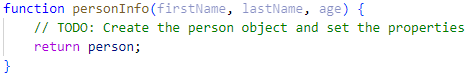 function personInfo(firstName, lastName, age) {
    // TODO: Create the person object and set the properties
    return person;
}